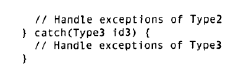 // Handle exceptions of Type2
} catch(Type3 id3) {
// Handle exceptions of Type3
}